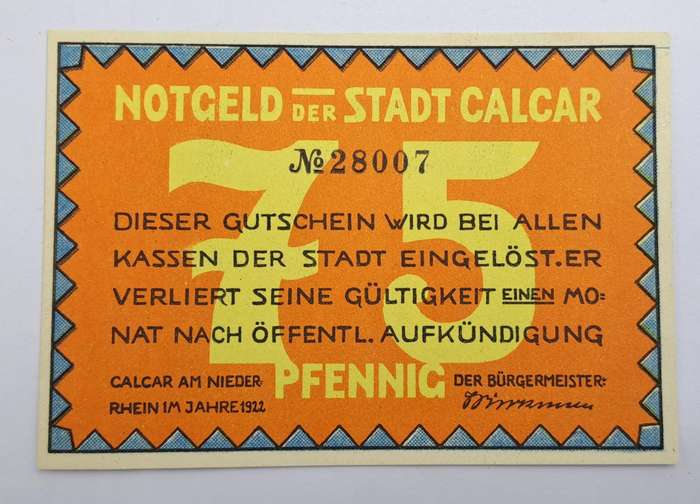 NOTGELD DER STADT CALCAR
75
№ 28007
DIESER GUTSCHEIN WIRD BEI ALLEN
KASSEN DER STADT EINGELÖST. ER
VERLIERT SEINE GÜLTIGKEIT EINEN MO=
NAT NACH ÖFFENTL. AUFKÜNDIGUNG
PFENNIG
CALCAR AM NIEDER-
RHEIN IM JAHRE 1922
DER BÜRGERMEISTER: